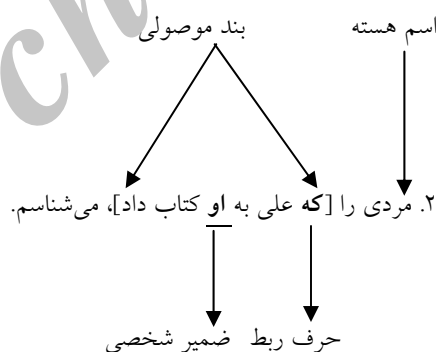 اسم هسته بند موصولی
۲. مردی را [که علی به او کتاب داد]، می‌شناسم.
حرف ربط ضمیر شخصی
ch